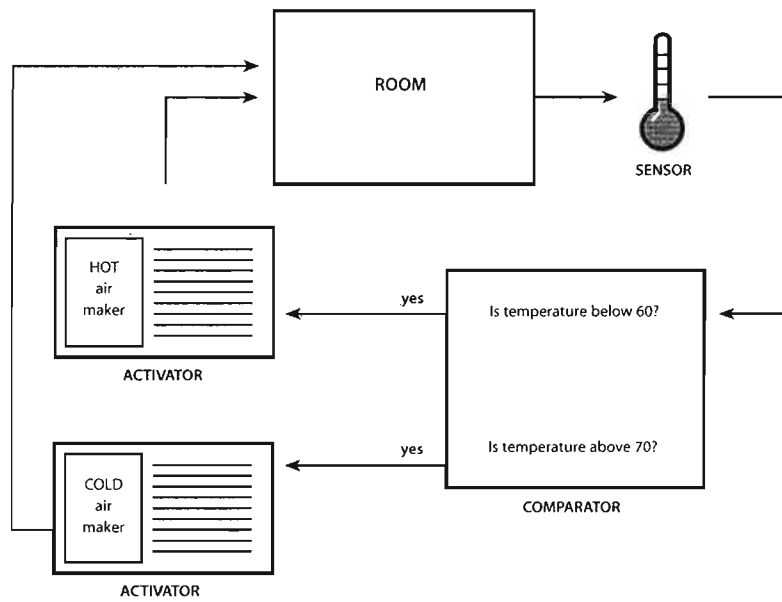 ROOM
SENSOR
HOT
air
maker
yes
Is temperature below 60?
ACTIVATOR
yes
Is temperature above 70?
COLD
air
maker
COMPARATOR
ACTIVATOR